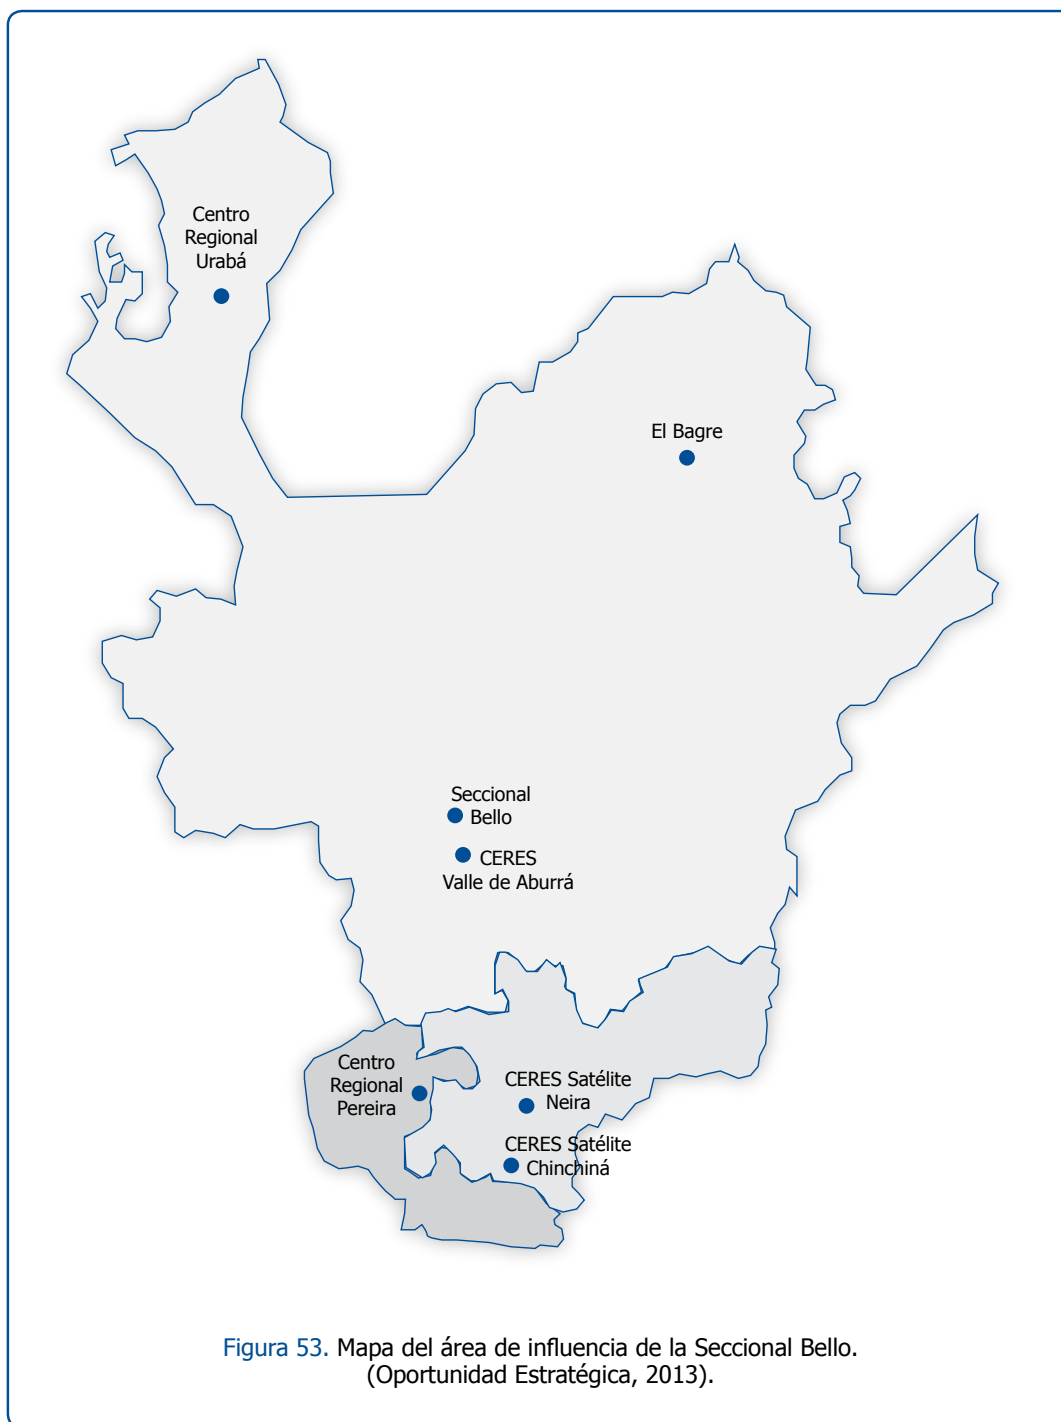 Centro
Regional
Urabá
El Bagre
Seccional
Bello
CERES
Valle de Aburrá
Centro
Regional
Pereira
CERES Satélite
Neira
CERES Satélite
Chinchiná
Figura 53. Mapa del área de influencia de la Seccional Bello.
(Oportunidad Estratégica, 2013).